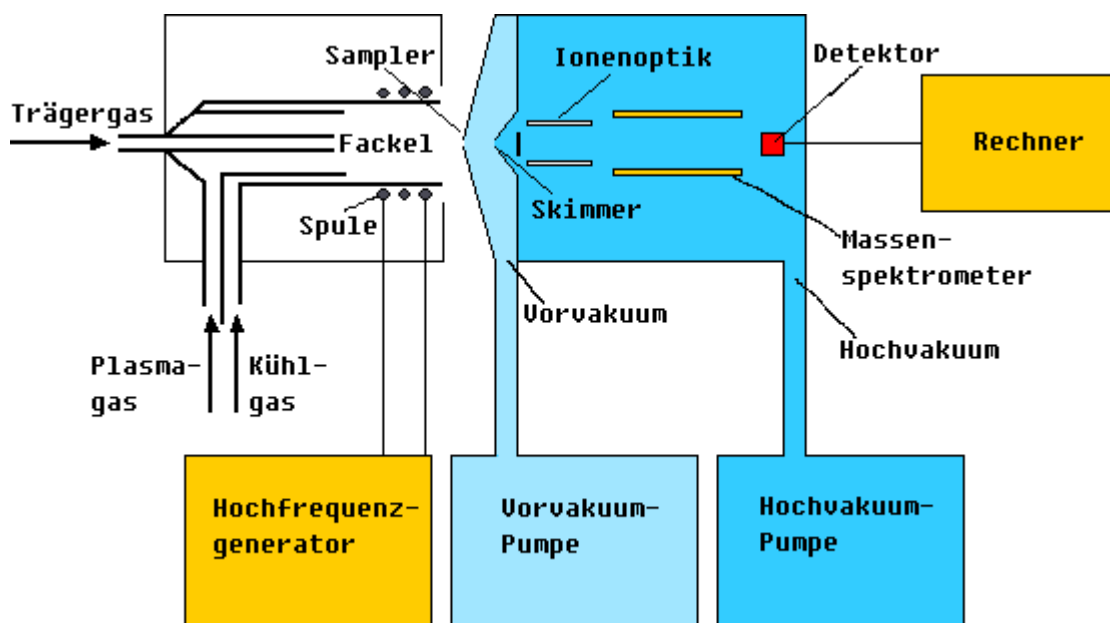 Sampler
Ionenoptik
Detektor
Trägergas
Fackel
Rechner
Spule
Skimmer
Massen-
spektrometer
Vorvakuum
Hochvakuum
Plasma-
gas
Kühl-
gas
Hochfrequenz-
generator
Vorvakuum-
Pumpe
Hochvakuum-
Pumpe